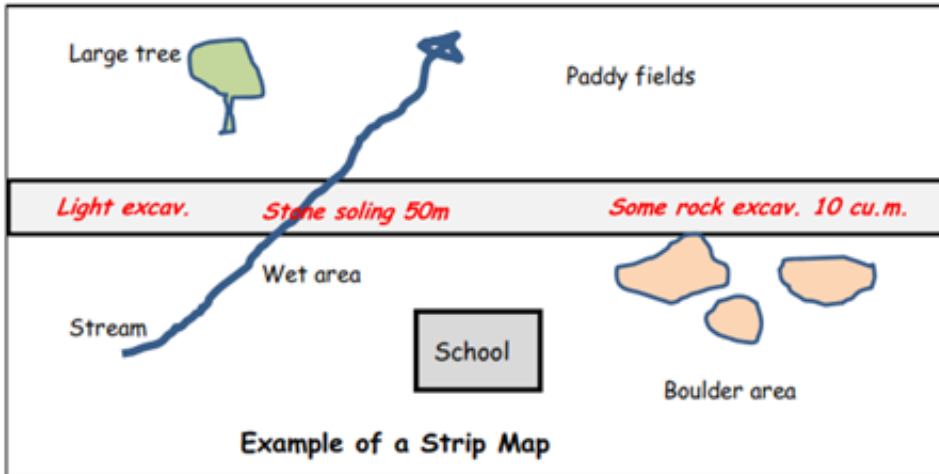 Large tree
Paddy fields
Light excav.
Stone soling 50m
Some rock excav. 10 cu.m.
Wet area
Stream
School
Boulder area
Example of a Strip Map